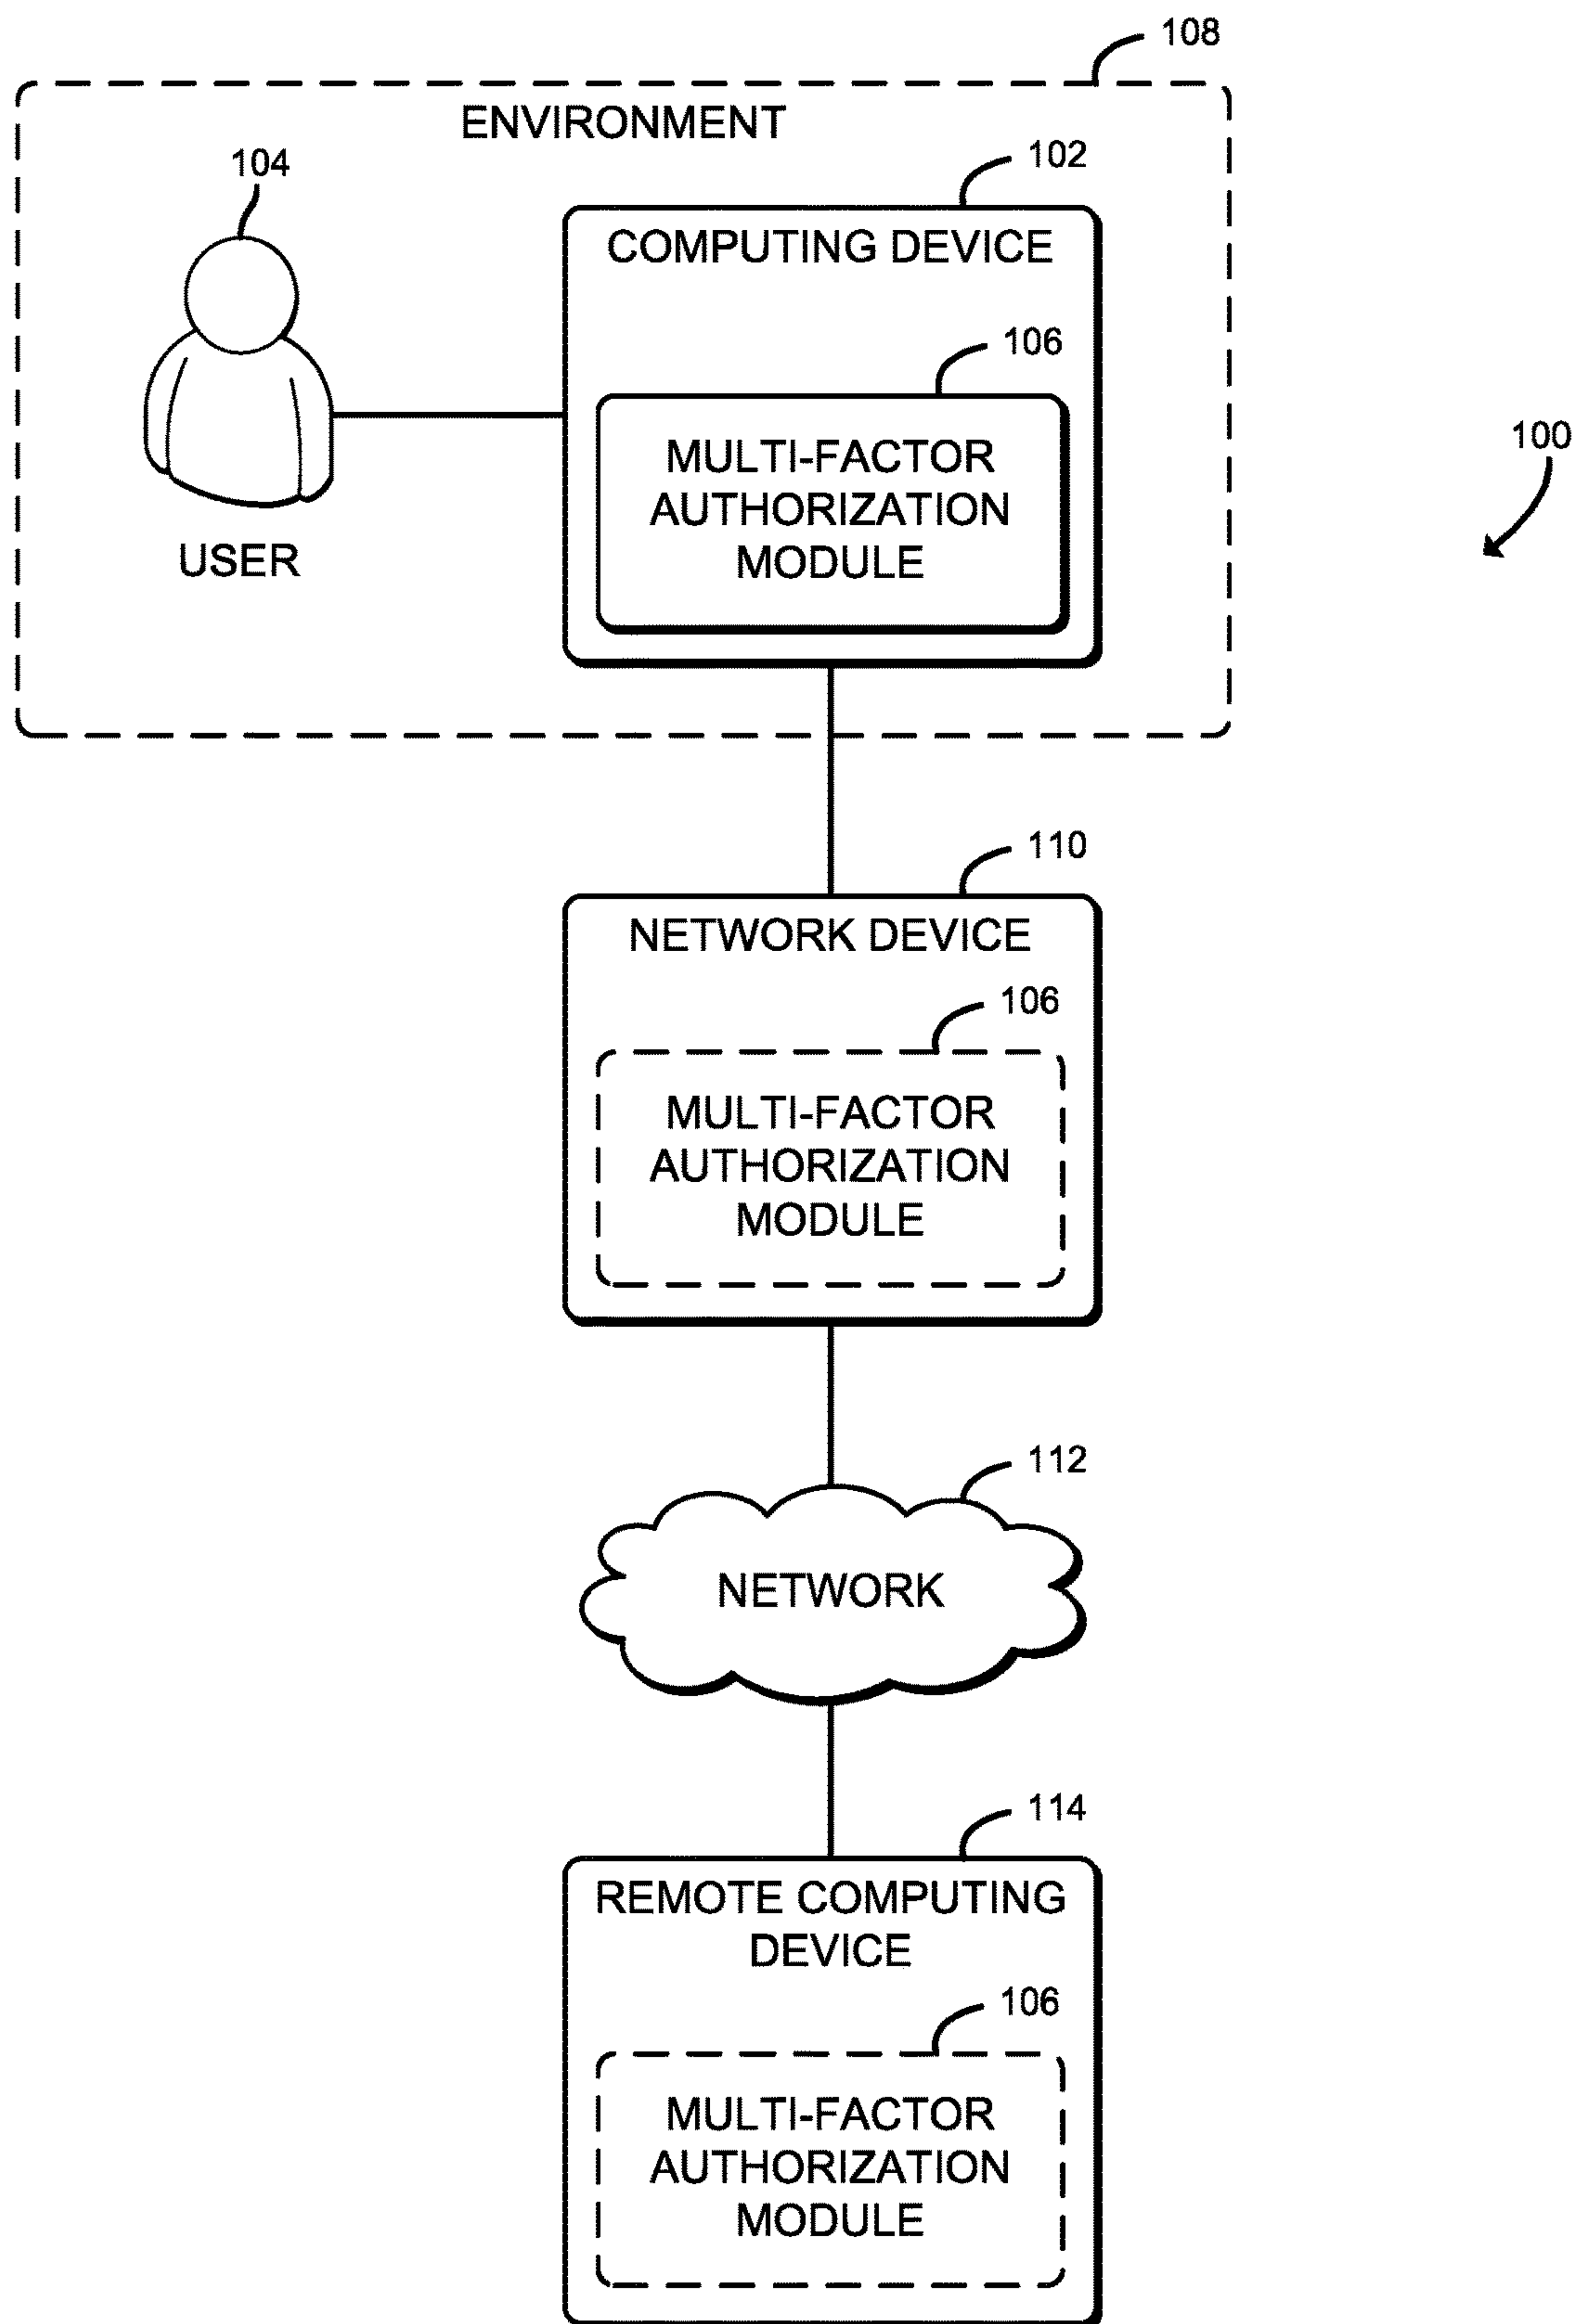 108
ENVIRONMENT
104
102
COMPUTING DEVICE
106
MULTI-FACTOR
AUTHORIZATION
MODULE
USER
100
110
NETWORK DEVICE
106
MULTI-FACTOR
AUTHORIZATION
MODULE
112
NETWORK
114
REMOTE COMPUTING
DEVICE
106
MULTI-FACTOR
AUTHORIZATION
MODULE